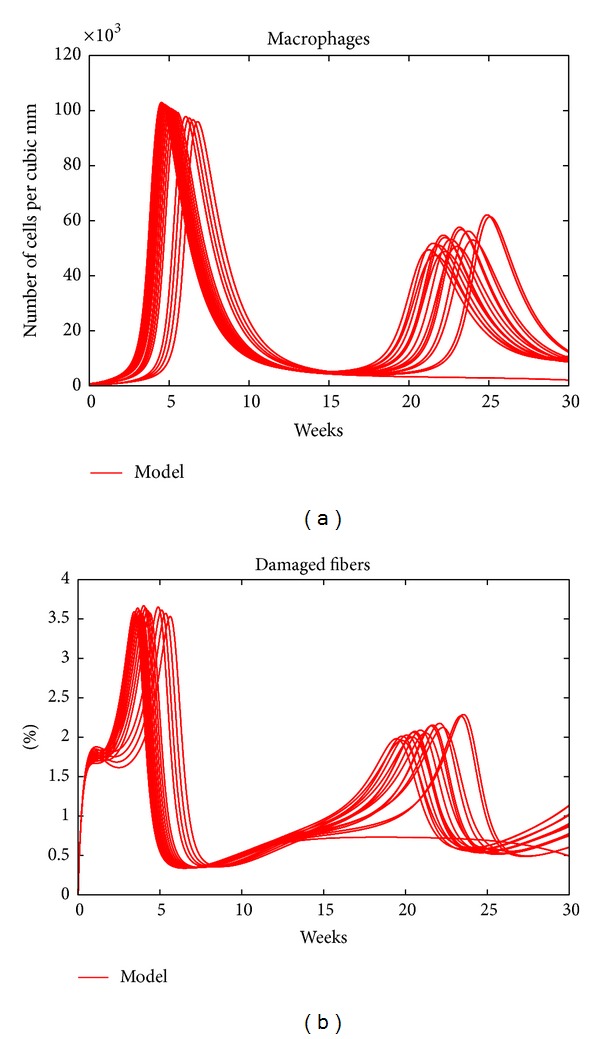 ×10³
Macrophages
120
100
80
60
40
20
0
Number of cells per cubic mm
0 5 10 15 20 25 30
Weeks
Model
( a )
Damaged fibers
4
3.5
3
2.5
2
1.5
1
0.5
0
(%)
0 5 10 15 20 25 30
Weeks
Model
( b )